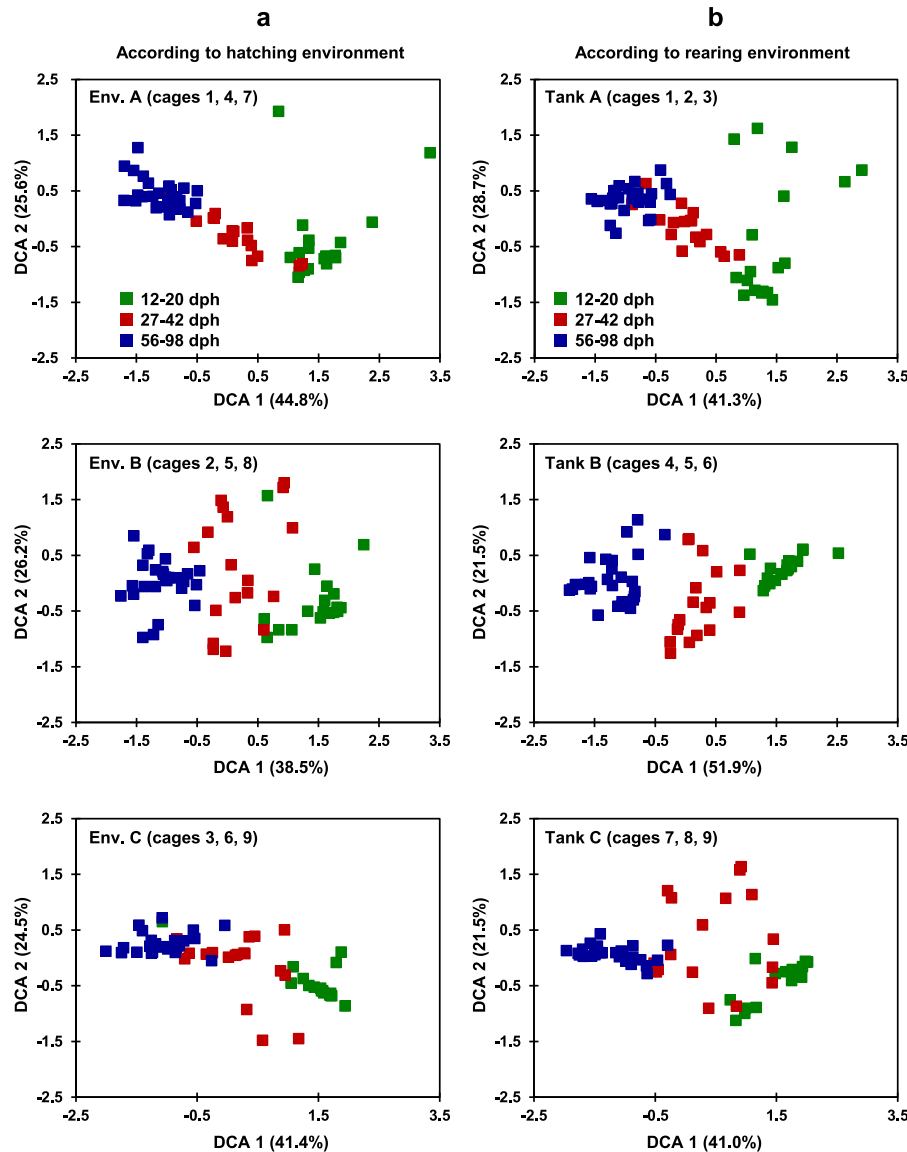 a
b
According to hatching environment
According to rearing environment
Env. A (cages 1, 4, 7)
2.5
1.5
0.5
-0.5
-1.5
-2.5
DCA 2 (25.6%)
12-20 dph
27-42 dph
56-98 dph
-2.5 -1.5 -0.5 0.5 1.5 2.5 3.5
DCA 1 (44.8%)
Tank A (cages 1, 2, 3)
2.5
1.5
0.5
-0.5
-1.5
-2.5
DCA 2 (28.7%)
12-20 dph
27-42 dph
56-98 dph
-2.5 -1.5 -0.5 0.5 1.5 2.5 3.5
DCA 1 (41.3%)
Env. B (cages 2, 5, 8)
2.5
1.5
0.5
-0.5
-1.5
-2.5
DCA 2 (26.2%)
-2.5 -1.5 -0.5 0.5 1.5 2.5 3.5
DCA 1 (38.5%)
Tank B (cages 4, 5, 6)
2.5
1.5
0.5
-0.5
-1.5
-2.5
DCA 2 (21.5%)
-2.5 -1.5 -0.5 0.5 1.5 2.5 3.5
DCA 1 (51.9%)
Env. C (cages 3, 6, 9)
2.5
1.5
0.5
-0.5
-1.5
-2.5
DCA 2 (24.5%)
-2.5 -0.5 1.5 3.5
DCA 1 (41.4%)
Tank C (cages 7, 8, 9)
2.5
1.5
0.5
-0.5
-1.5
-2.5
DCA 2 (21.5%)
-2.5 -0.5 1.5 3.5
DCA 1 (41.0%)